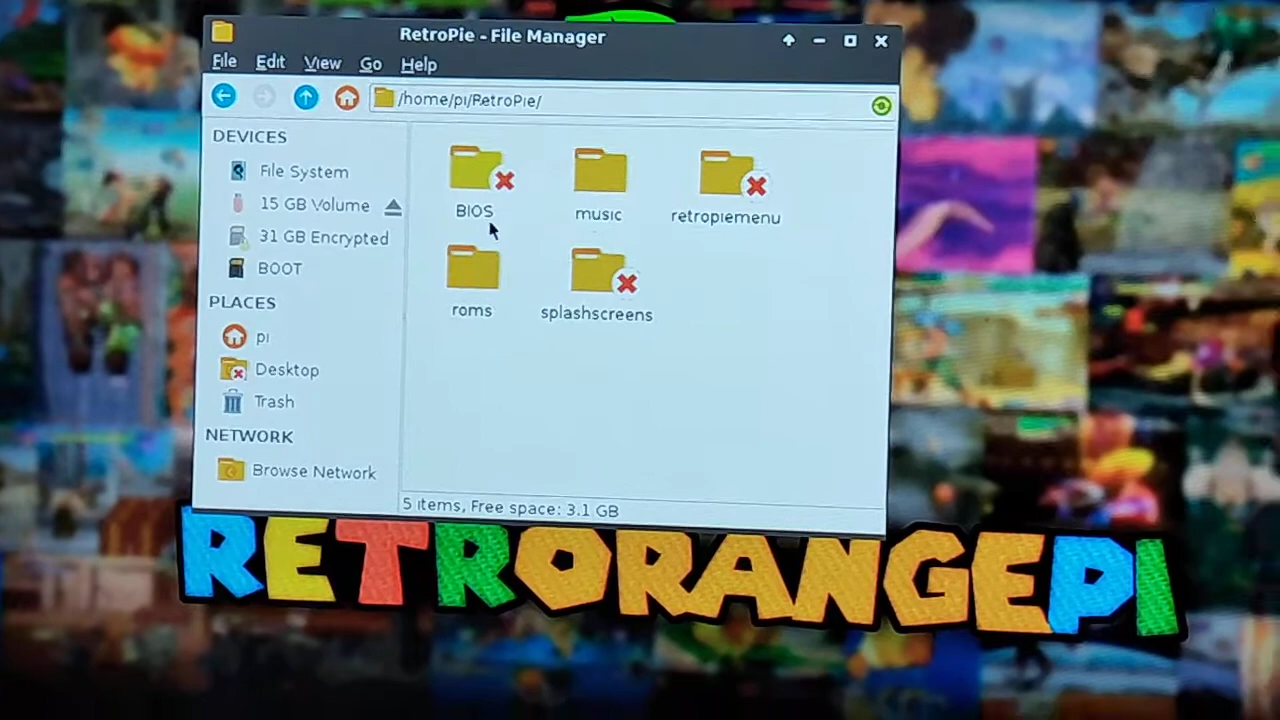 RetroPie - File Manager
File Edit View Go Help
/home/pi/RetroPie/
DEVICES
File System
15 GB Volume
31 GB Encrypted
BOOT
PLACES
pi
Desktop
Trash
NETWORK
Browse Network
BIOS
music
retropiemenu
roms
splashscreens
5 items, Free space: 3.1 GB
RETRORANGEPI